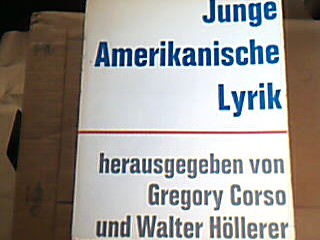 Junge
Amerikanische
Lyrik
herausgegeben von
Gregory Corso
und Walter Höllerer